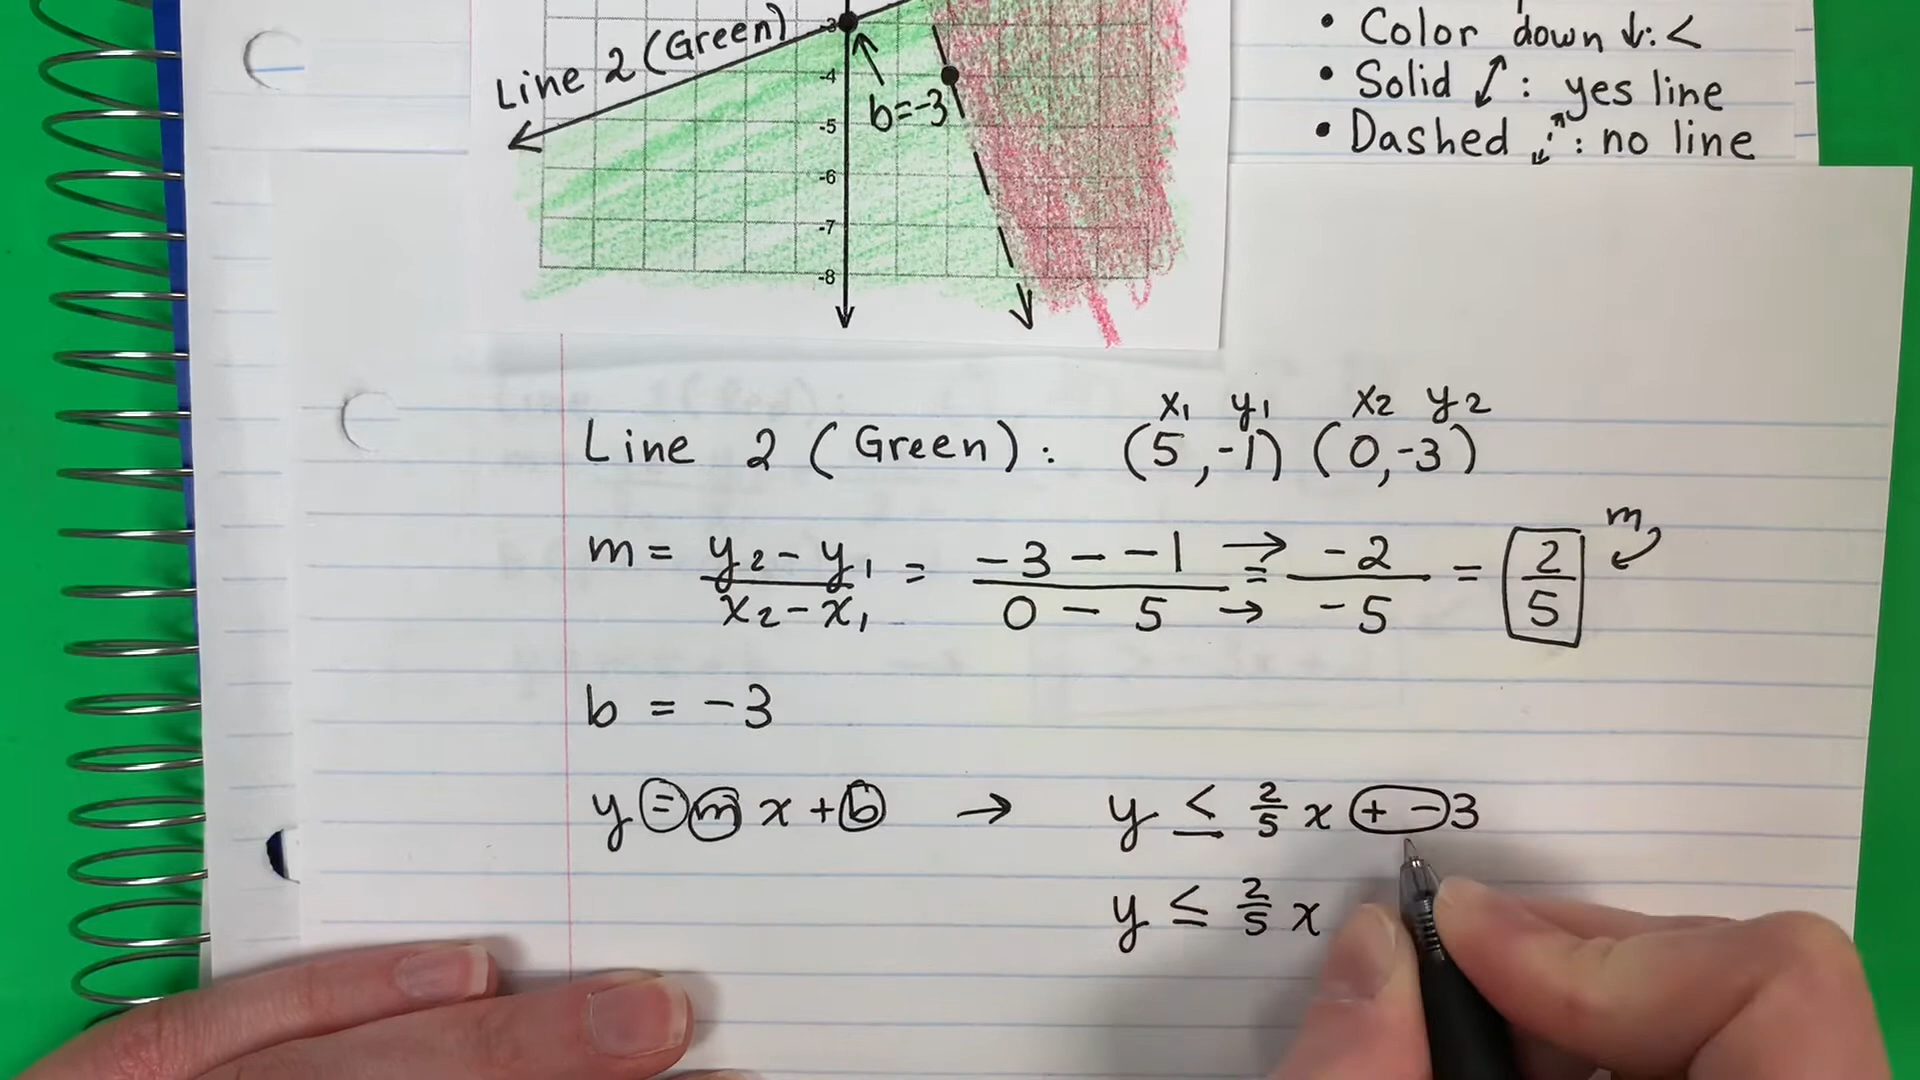 • Color down ↓: <
• Solid ↗: yes line
• Dashed ↗: no line
Line 2 (Green)
b=-3
-3
-4
-5
-6
-7
-8
x₁ y₁ x₂ y₂
Line 2 (Green): (5,-1) (0,-3)
m = y₂-y₁/x₂-x₁ = -3--1/0-5 →= -2/-5 = 2/5 m
b = -3
y = mx + b → y ≤ 2/5 x + -3
y ≤ 2/5 x